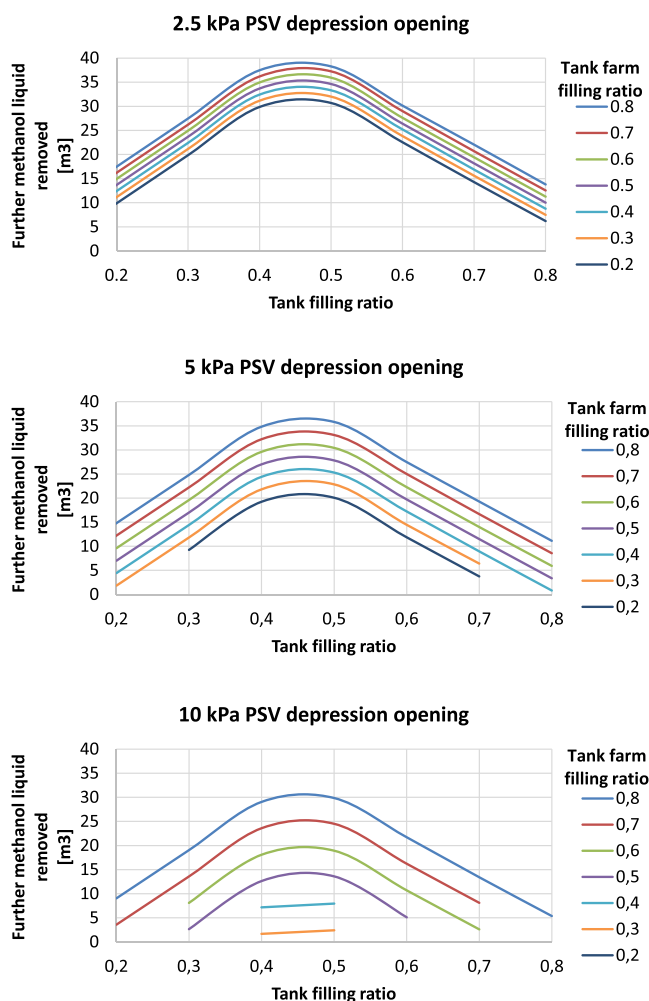 2.5 kPa PSV depression opening
Further methanol liquid
removed
[m3]
40
35
30
25
20
15
10
5
0
0.2 0.3 0.4 0.5 0.6 0.7 0.8
Tank filling ratio
Tank farm
filling ratio
0.8
0.7
0.6
0.5
0.4
0.3
0.2
5 kPa PSV depression opening
Further methanol liquid
removed
[m3]
40
35
30
25
20
15
10
5
0
0,2 0,3 0,4 0,5 0,6 0,7 0,8
Tank filling ratio
Tank farm
filling ratio
0,8
0,7
0,6
0,5
0,4
0,3
0,2
10 kPa PSV depression opening
Further methanol liquid
removed
[m3]
40
35
30
25
20
15
10
5
0
0,2 0,3 0,4 0,5 0,6 0,7 0,8
Tank filling ratio
Tank farm
filling ratio
0,8
0,7
0,6
0,5
0,4
0,3
0,2